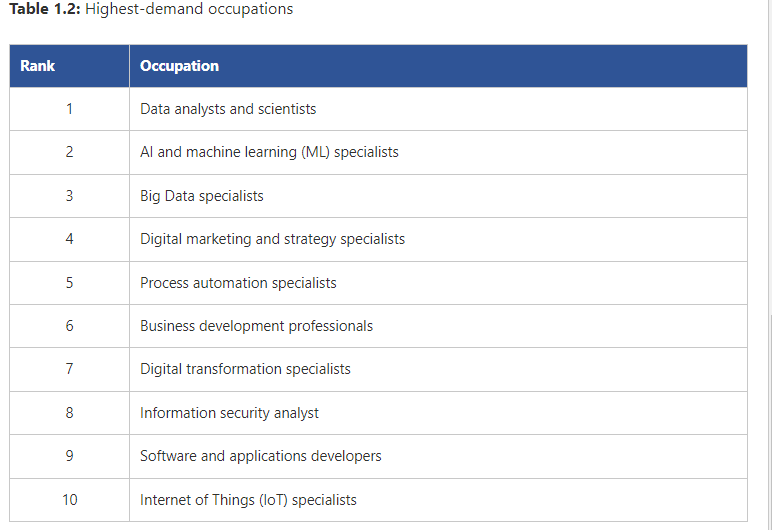 Table 1.2: Highest-demand occupations
Rank Occupation
1 Data analysts and scientists
2 AI and machine learning (ML) specialists
3 Big Data specialists
4 Digital marketing and strategy specialists
5 Process automation specialists
6 Business development professionals
7 Digital transformation specialists
8 Information security analyst
9 Software and applications developers
10 Internet of Things (IoT) specialists